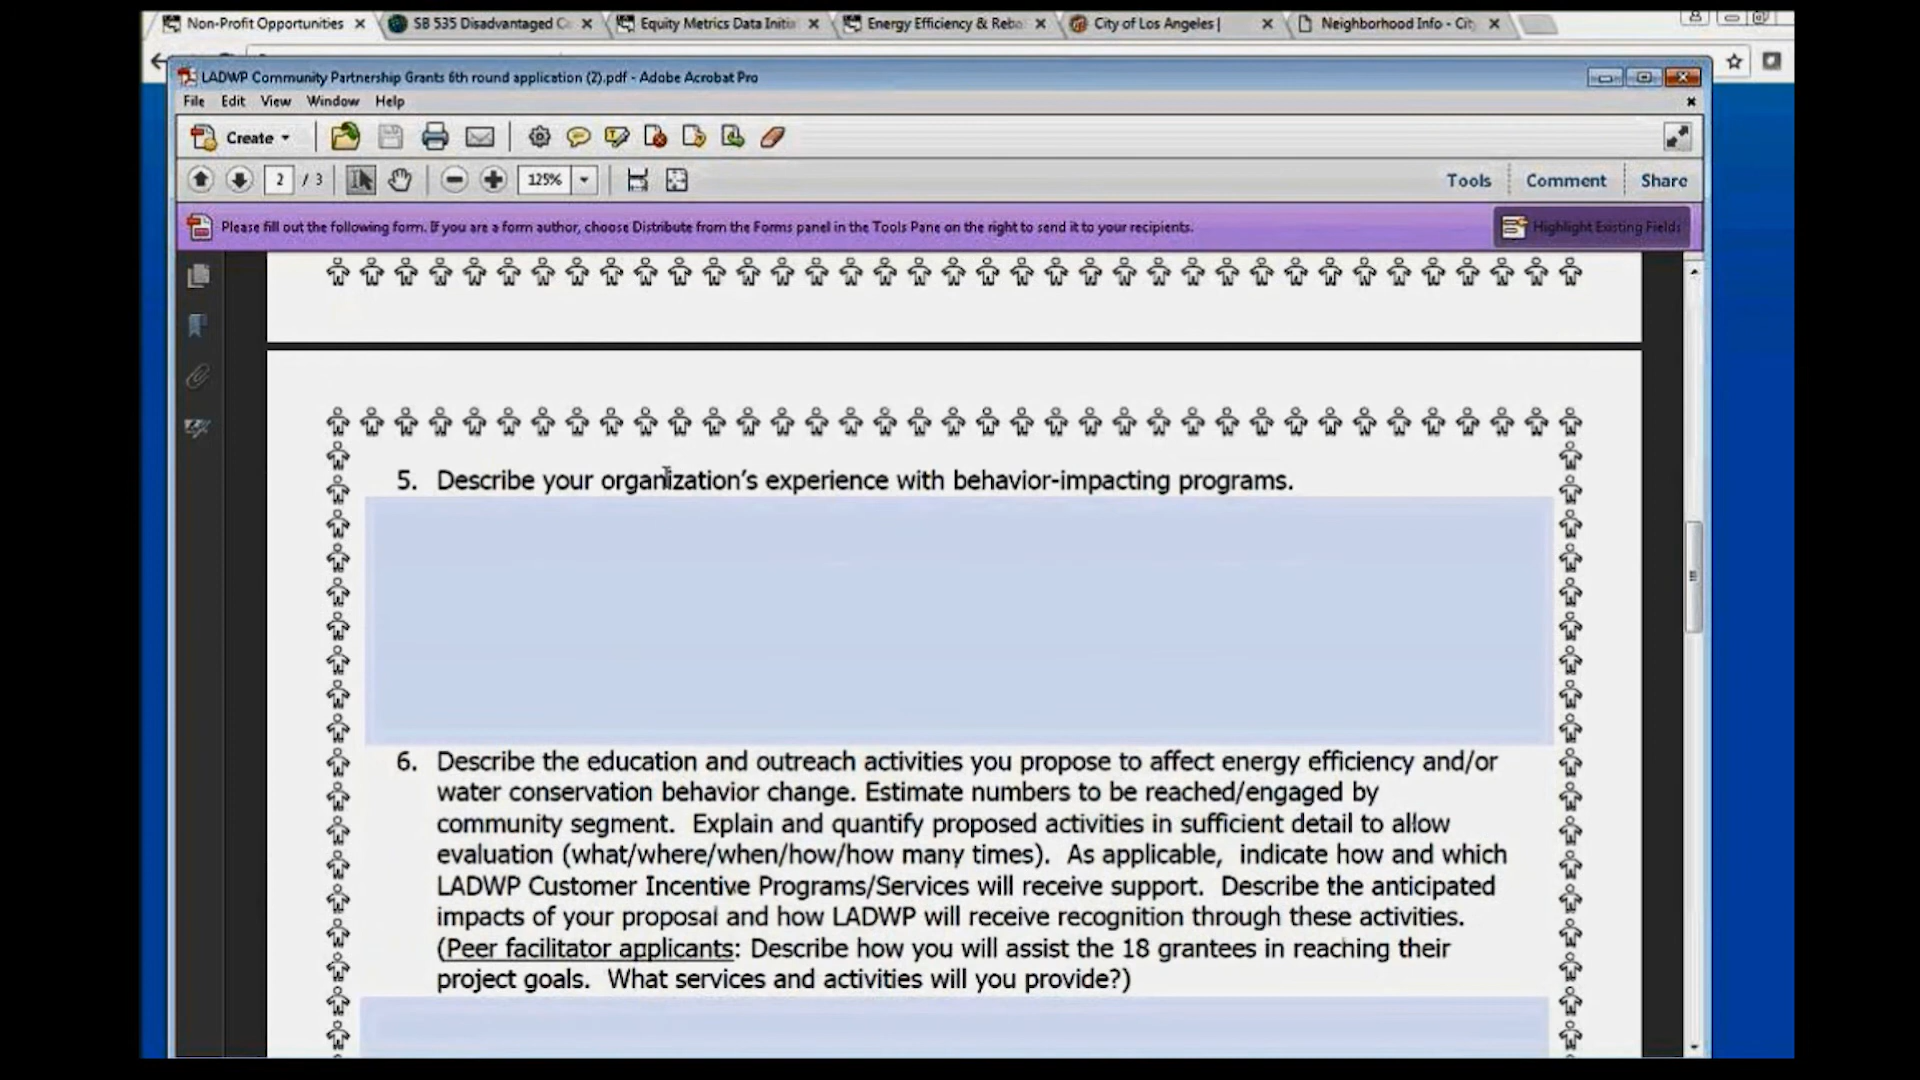 Non-Profit Opportunities
SB 535 Disadvantaged C
Equity Metrics Data Initia
Energy Efficiency & Reba
City of Los Angeles |
Neighborhood Info - City
LADWP Community Partnership Grants 6th round application (2).pdf - Adobe Acrobat Pro
File Edit View Window Help
Create
2 / 3 125% Tools Comment Share
Please fill out the following form. If you are a form author, choose Distribute from the Forms panel in the Tools Pane on the right to send it to your recipients.
Highlight Existing Fields
5. Describe your organization's experience with behavior-impacting programs.
6. Describe the education and outreach activities you propose to affect energy efficiency and/or
water conservation behavior change. Estimate numbers to be reached/engaged by
community segment. Explain and quantify proposed activities in sufficient detail to allow
evaluation (what/where/when/how/how many times). As applicable, indicate how and which
LADWP Customer Incentive Programs/Services will receive support. Describe the anticipated
impacts of your proposal and how LADWP will receive recognition through these activities.
(Peer facilitator applicants: Describe how you will assist the 18 grantees in reaching their
project goals. What services and activities will you provide?)